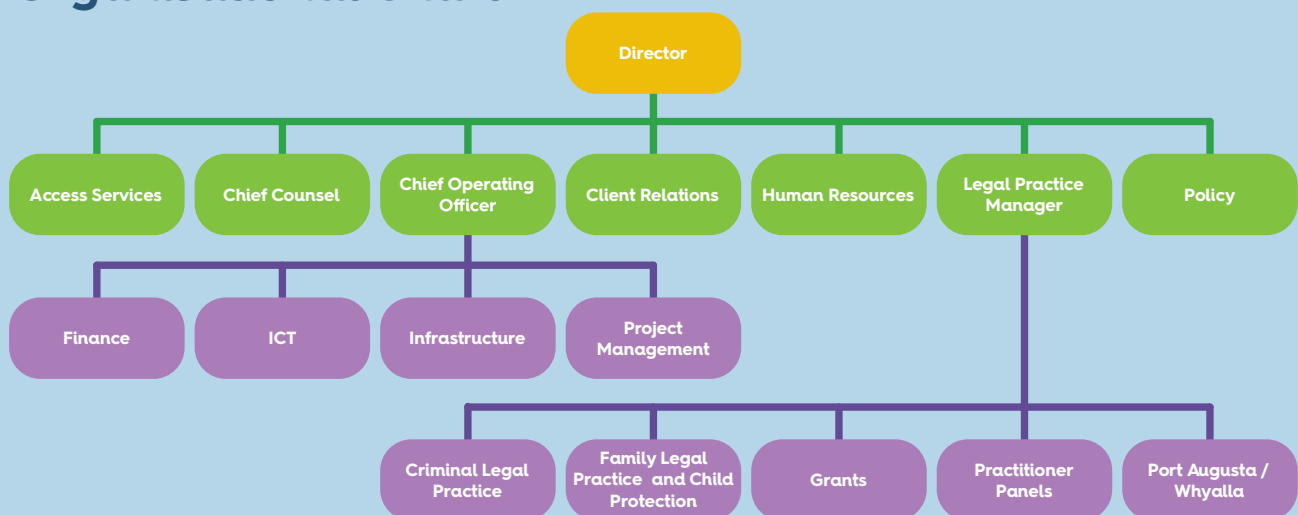 Director
Access Services
Chief Counsel
Chief Operating
Officer
Client Relations
Human Resources
Legal Practice
Manager
Policy
Finance
ICT
Infrastructure
Project
Management
Criminal Legal
Practice
Family Legal
Practice and Child
Protection
Grants
Practitioner
Panels
Port Augusta /
Whyalla